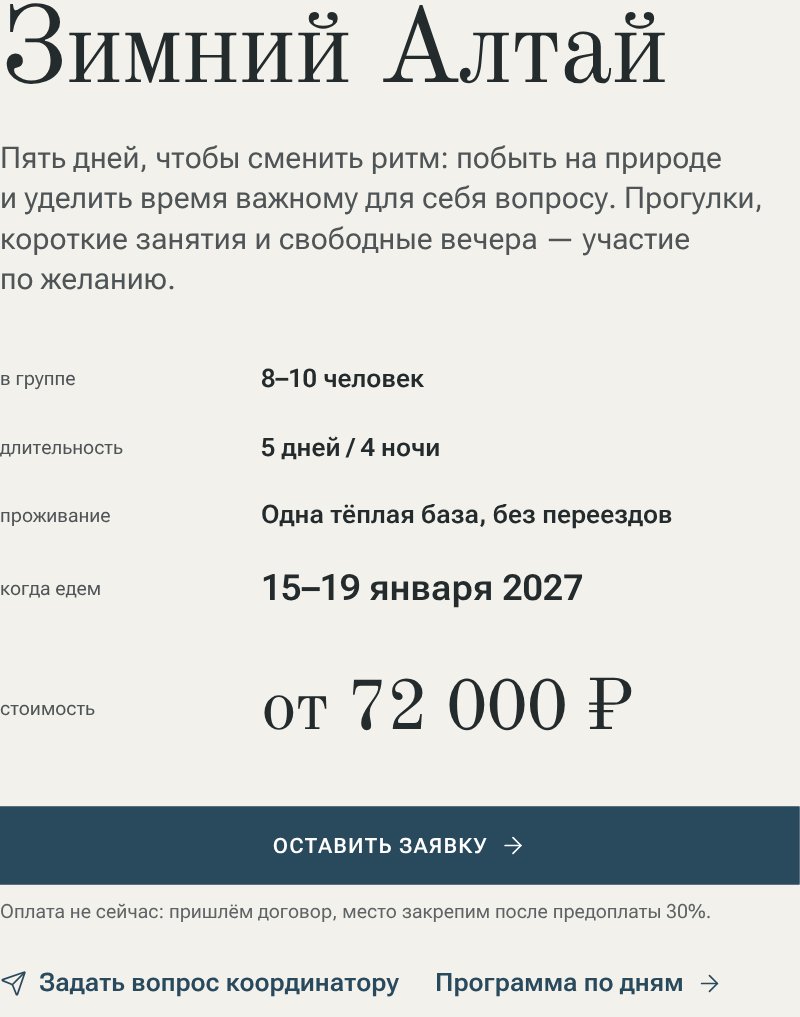 Зимний Алтай
Пять дней, чтобы сменить ритм: побыть на природе
и уделить время важному для себя вопросу. Прогулки,
короткие занятия и свободные вечера — участие
по желанию.
в группе 8–10 человек
длительность 5 дней / 4 ночи
проживание Одна тёплая база, без переездов
когда едем 15–19 января 2027
стоимость от 72 000 ₽
ОСТАВИТЬ ЗАЯВКУ →
Оплата не сейчас: пришлём договор, место закрепим после предоплаты 30%.
Задать вопрос координатору Программа по дням →